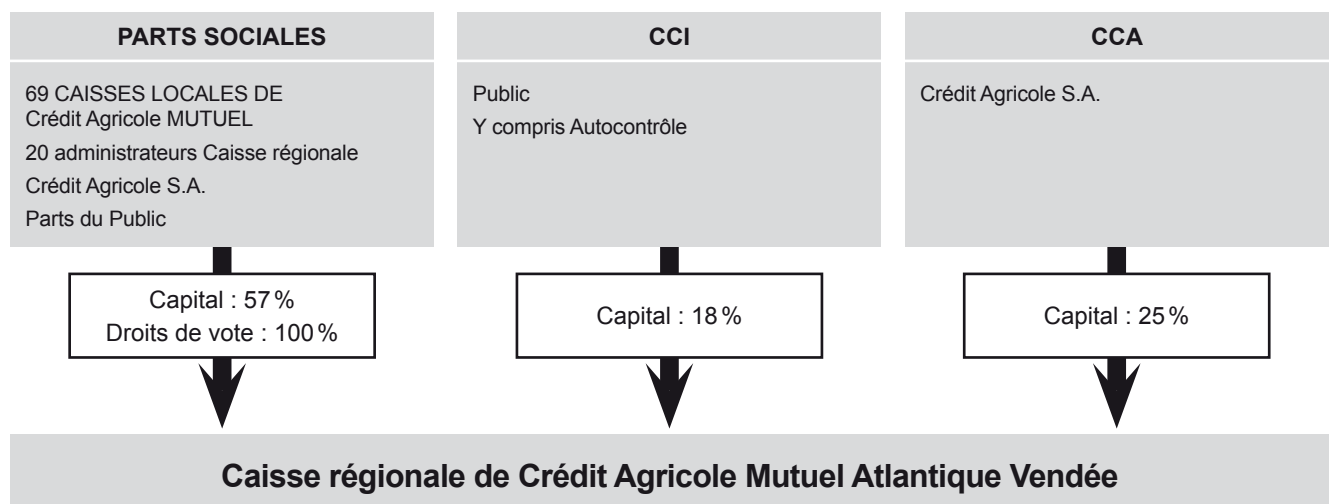 PARTS SOCIALES
69 CAISSES LOCALES DE
Crédit Agricole MUTUEL
20 administrateurs Caisse régionale
Crédit Agricole S.A.
Parts du Public
Capital : 57 %
Droits de vote : 100 %
CCI
Public
Y compris Autocontrôle
Capital : 18 %
CCA
Crédit Agricole S.A.
Capital : 25 %
Caisse régionale de Crédit Agricole Mutuel Atlantique Vendée